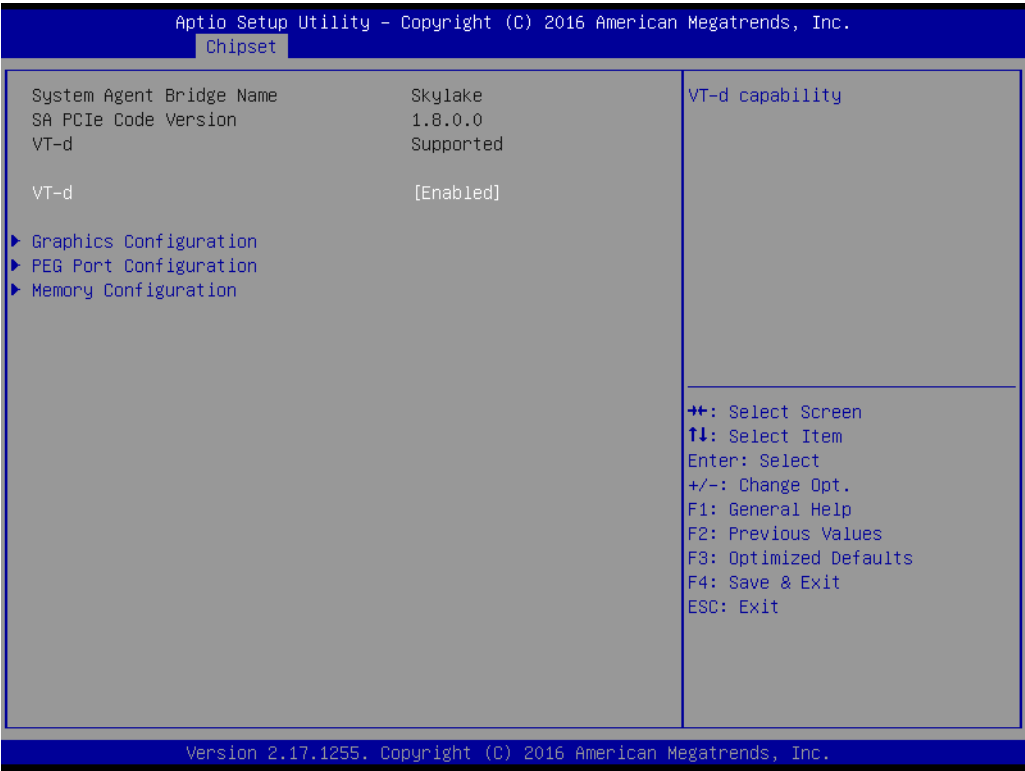 Aptio Setup Utility – Copyright (C) 2016 American Megatrends, Inc.
Chipset
System Agent Bridge Name Skylake
SA PCIe Code Version 1.8.0.0
VT-d Supported
VT-d [Enabled]
Graphics Configuration
PEG Port Configuration
Memory Configuration
VT-d capability
→←: Select Screen
↑↓: Select Item
Enter: Select
+/-: Change Opt.
F1: General Help
F2: Previous Values
F3: Optimized Defaults
F4: Save & Exit
ESC: Exit
Version 2.17.1255. Copyright (C) 2016 American Megatrends, Inc.